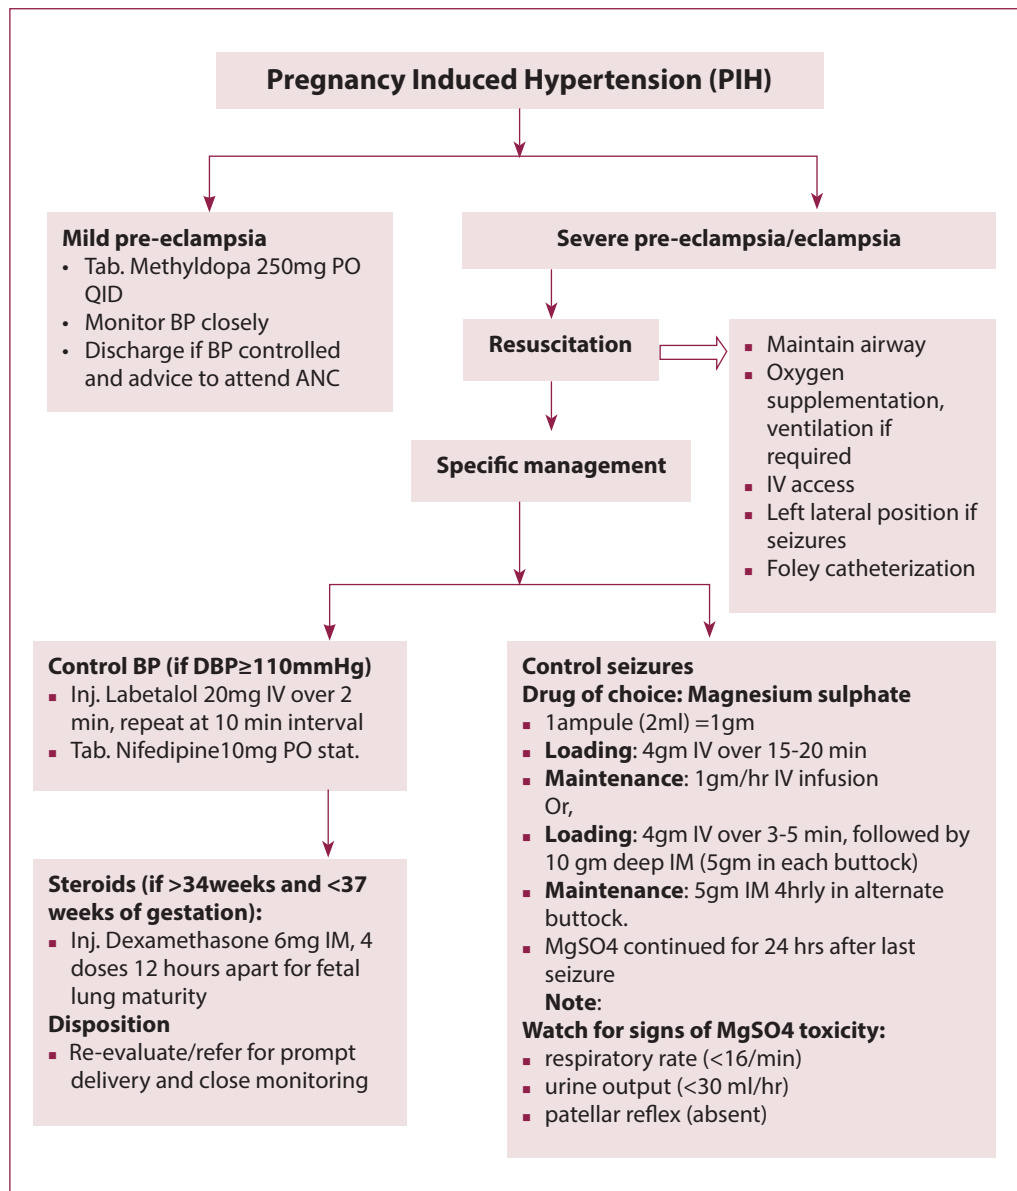 Pregnancy Induced Hypertension (PIH)
Mild pre-eclampsia
• Tab. Methyldopa 250mg PO
QID
• Monitor BP closely
• Discharge if BP controlled
and advice to attend ANC
Severe pre-eclampsia/eclampsia
Resuscitation
▪ Maintain airway
▪ Oxygen
supplementation,
ventilation if
required
▪ IV access
▪ Left lateral position if
seizures
▪ Foley catheterization
Specific management
Control BP (if DBP≥110mmHg)
▪ Inj. Labetalol 20mg IV over 2
min, repeat at 10 min interval
▪ Tab. Nifedipine10mg PO stat.
Steroids (if >34weeks and <37
weeks of gestation):
▪ Inj. Dexamethasone 6mg IM, 4
doses 12 hours apart for fetal
lung maturity
Disposition
▪ Re-evaluate/refer for prompt
delivery and close monitoring
Control seizures
Drug of choice: Magnesium sulphate
▪ 1ampule (2ml) =1gm
▪ Loading: 4gm IV over 15-20 min
▪ Maintenance: 1gm/hr IV infusion
Or,
▪ Loading: 4gm IV over 3-5 min, followed by
10 gm deep IM (5gm in each buttock)
▪ Maintenance: 5gm IM 4hrly in alternate
buttock.
▪ MgSO4 continued for 24 hrs after last
seizure
Note:
Watch for signs of MgSO4 toxicity:
▪ respiratory rate (<16/min)
▪ urine output (<30 ml/hr)
▪ patellar reflex (absent)